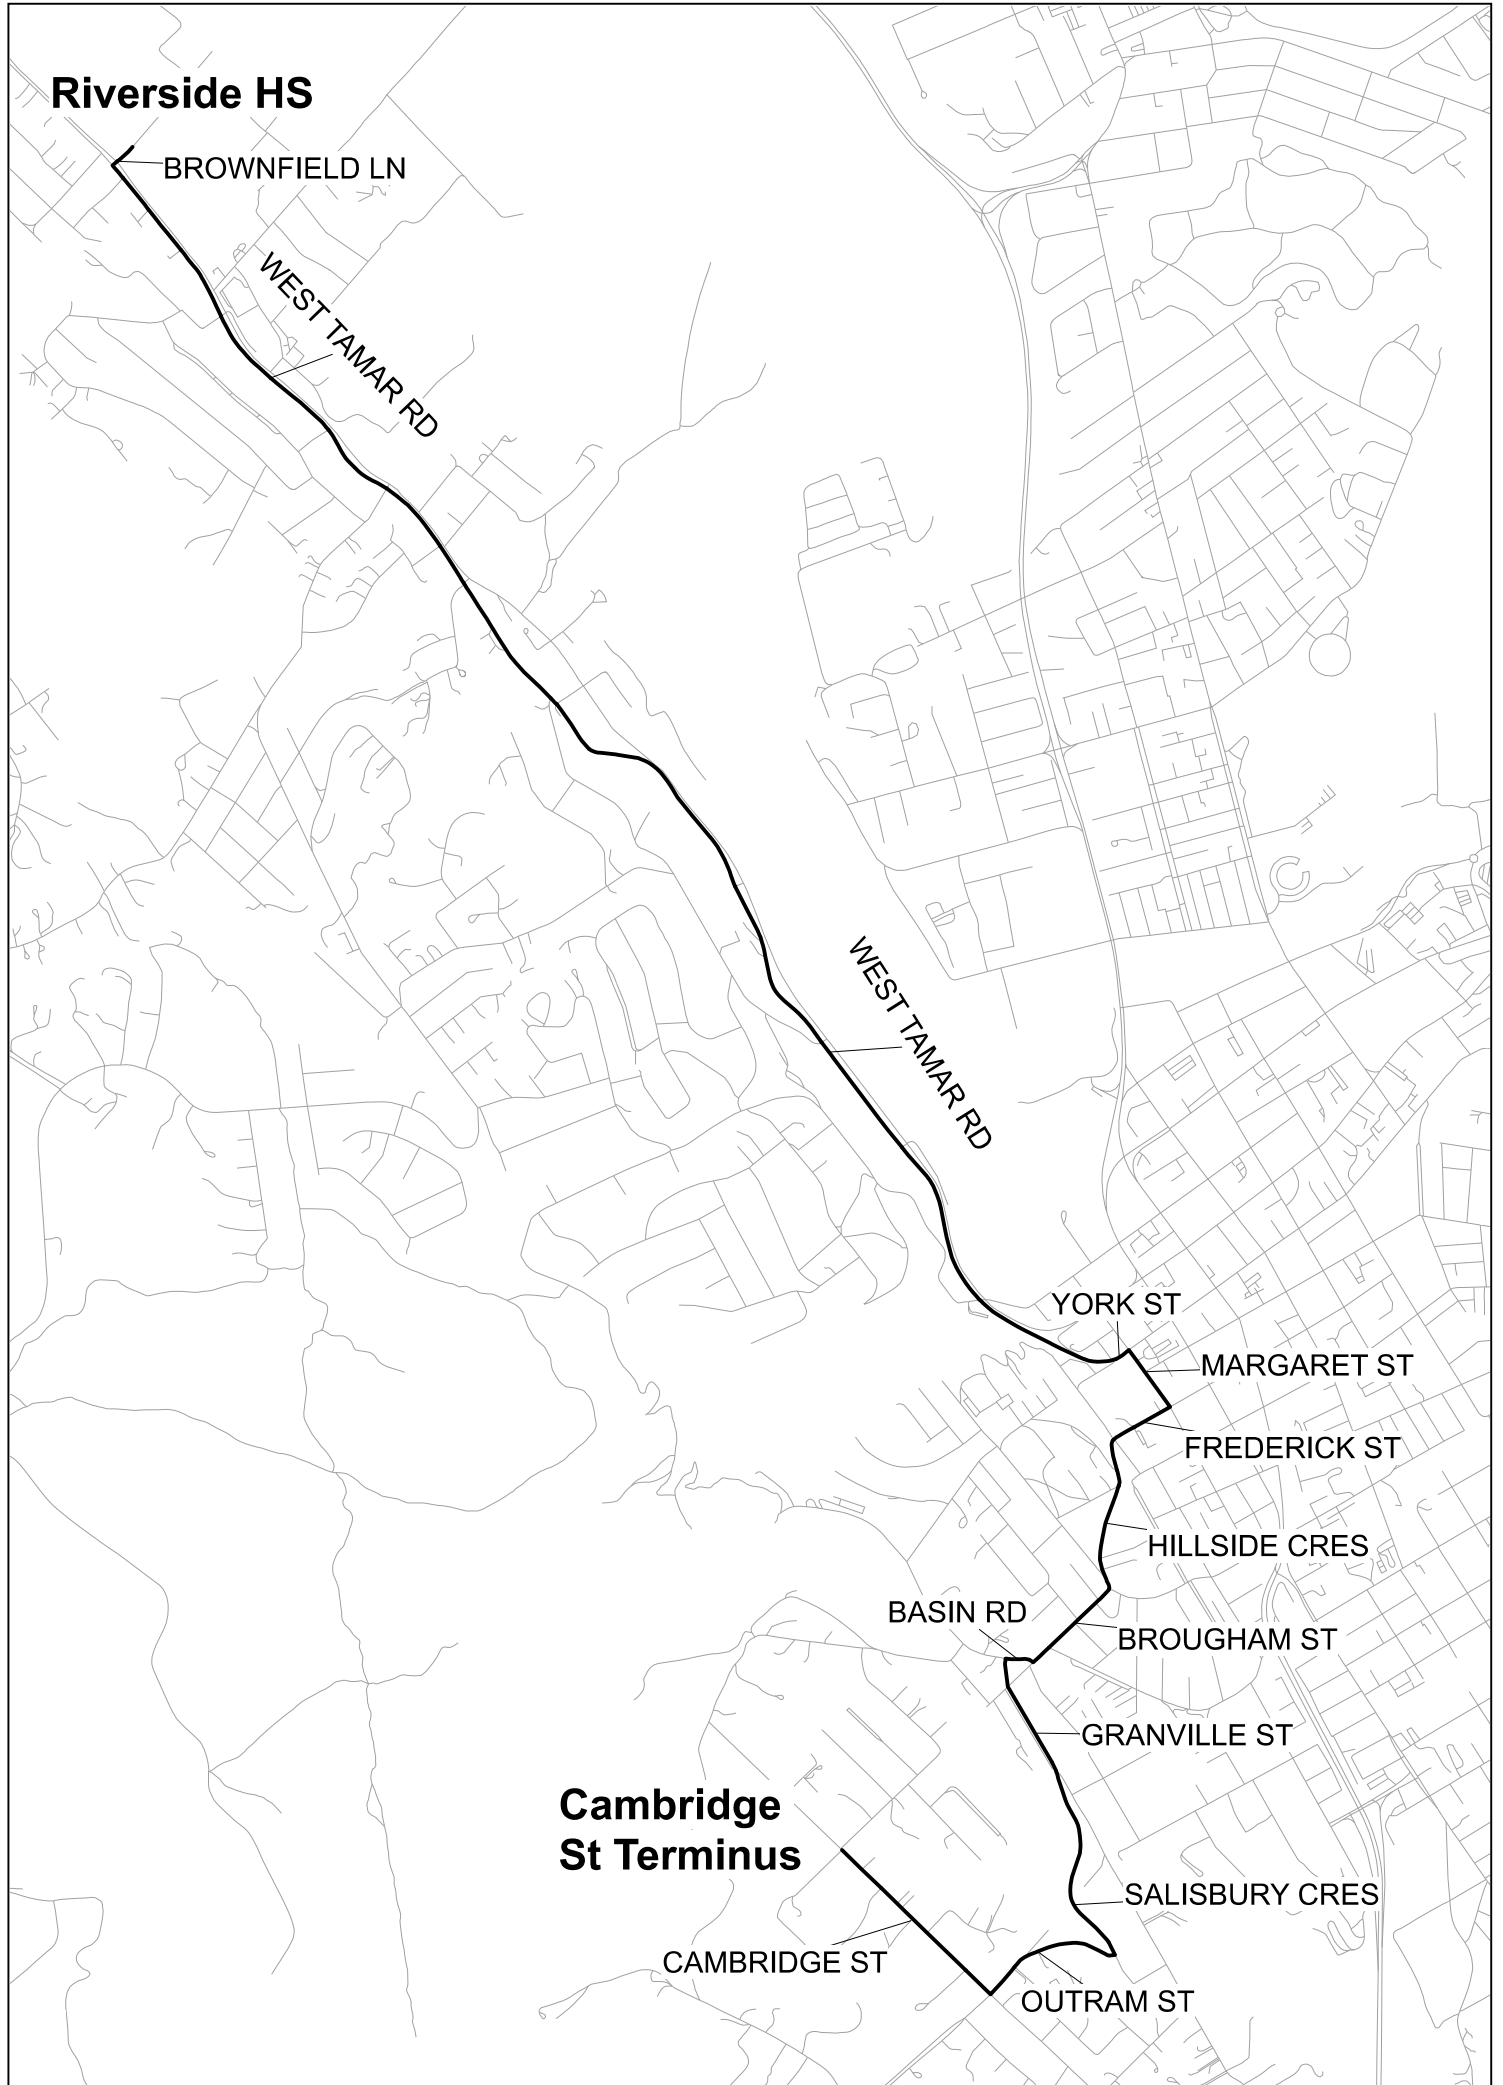 Riverside HS
BROWNFIELD LN
WEST TAMAR RD
WEST TAMAR RD
YORK ST
MARGARET ST
FREDERICK ST
HILLSIDE CRES
BASIN RD
BROUGHAM ST
GRANVILLE ST
Cambridge
St Terminus
SALISBURY CRES
CAMBRIDGE ST
OUTRAM ST